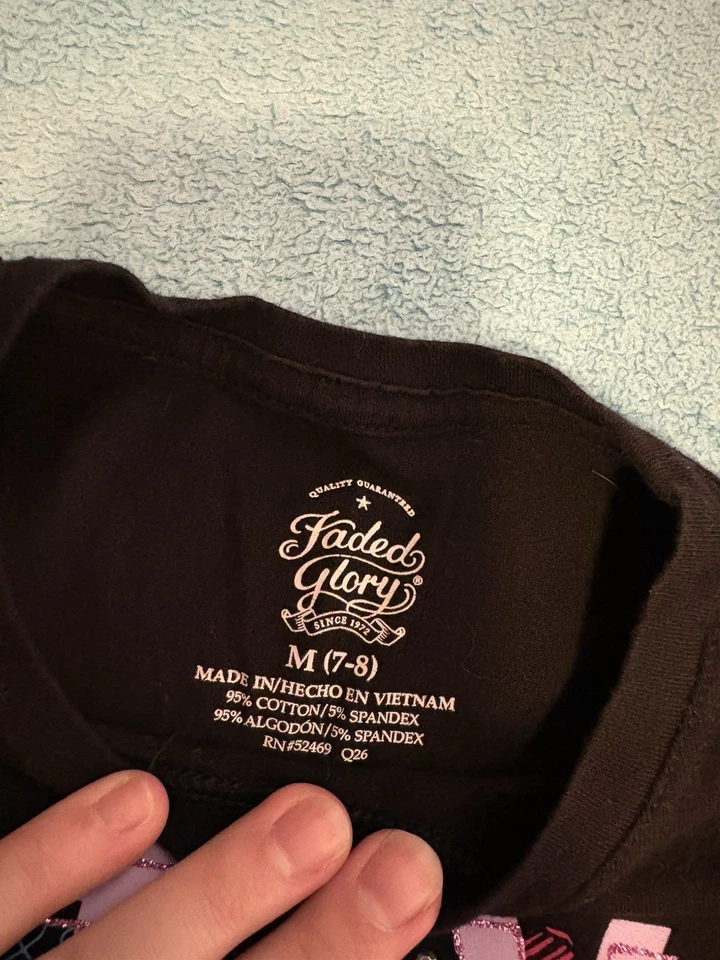 QUALITY GUARANTEED
Faded
Glory®
SINCE 1972
M (7-8)
MADE IN/HECHO EN VIETNAM
95% COTTON/5% SPANDEX
95% ALGODÓN/5% SPANDEX
RN#52469 Q26